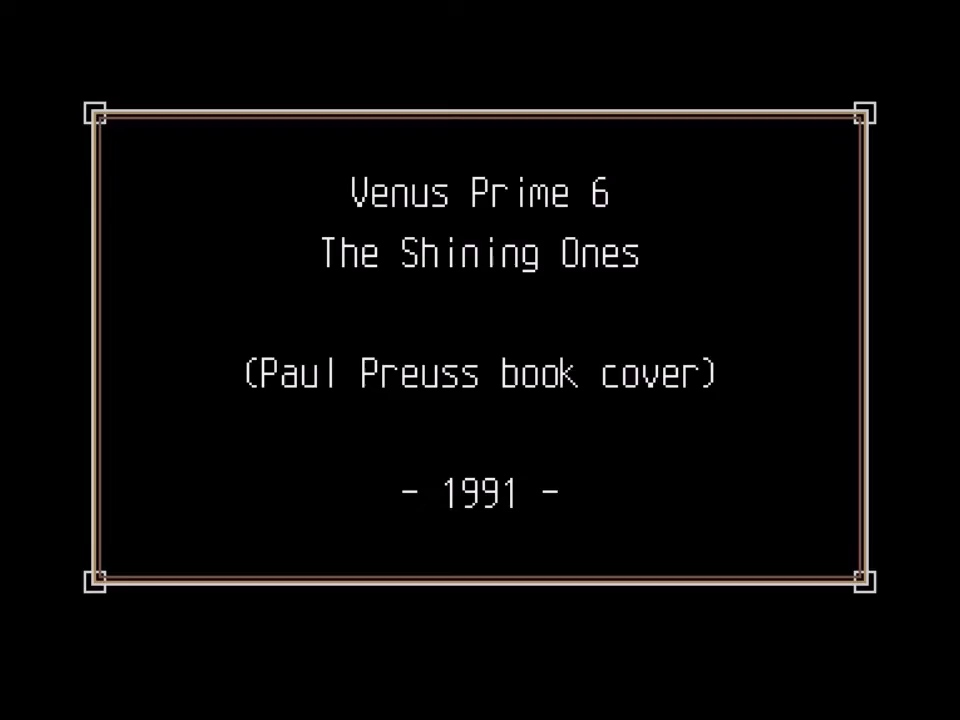 Venus Prime 6
The Shining Ones
(Paul Preuss book cover)
- 1991 -